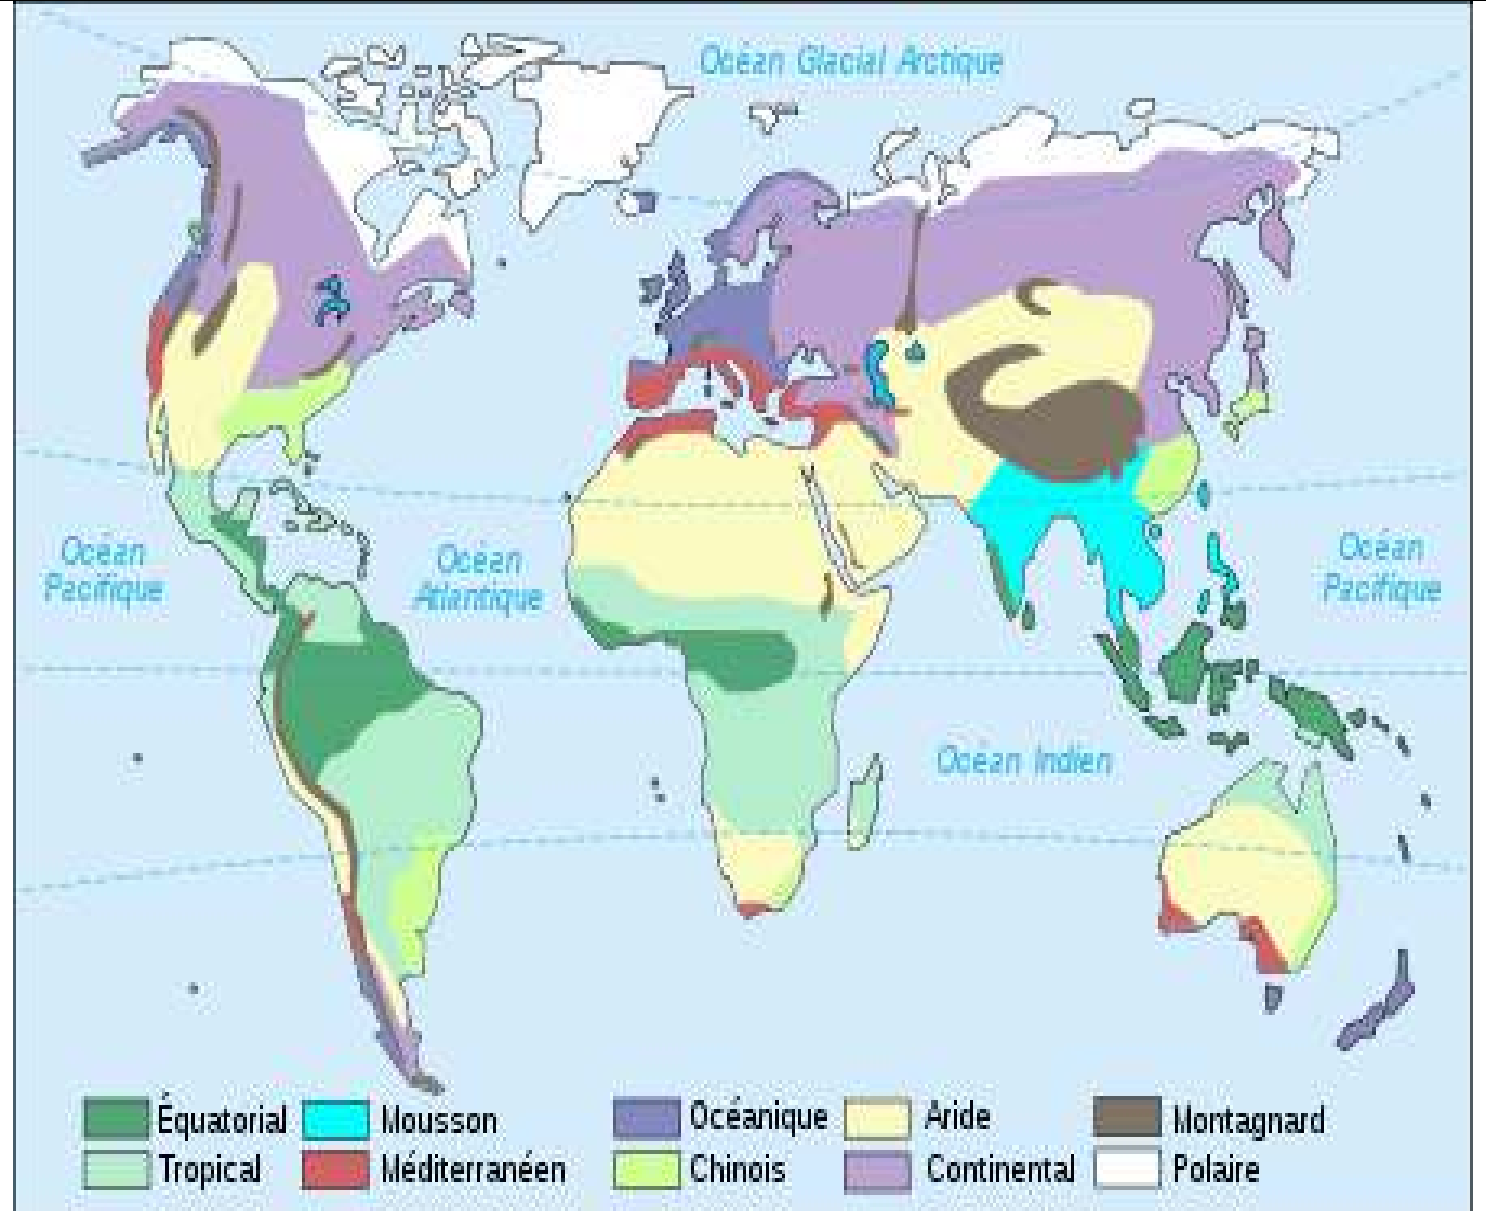 Océan Glacial Arctique
Océan
Pacifique
Océan
Atlantique
Océan
Pacifique
Océan Indien
Équatorial
Mousson
Océanique
Aride
Montagnard
Tropical
Méditerranéen
Chinois
Continental
Polaire